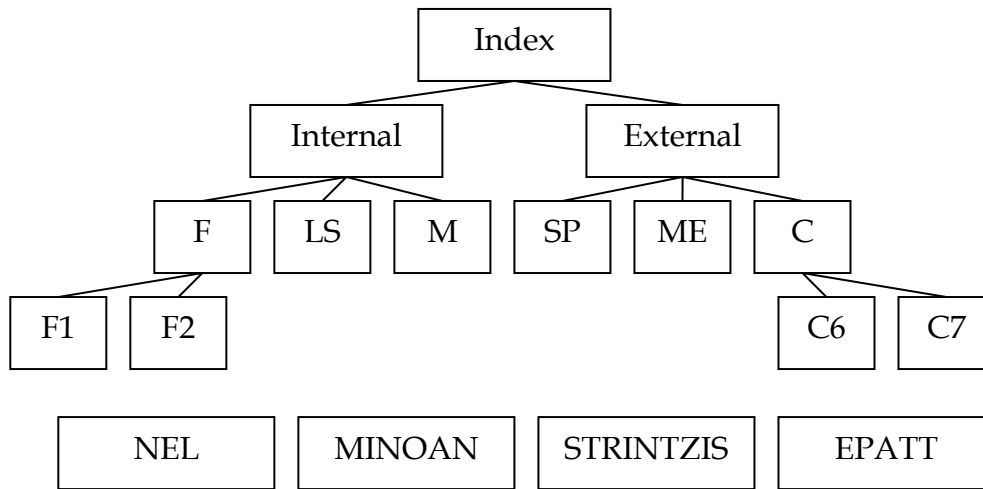 Index
Internal External
F LS M SP ME C
F1 F2 C6 C7
NEL MINOAN STRINTZIS EPATT